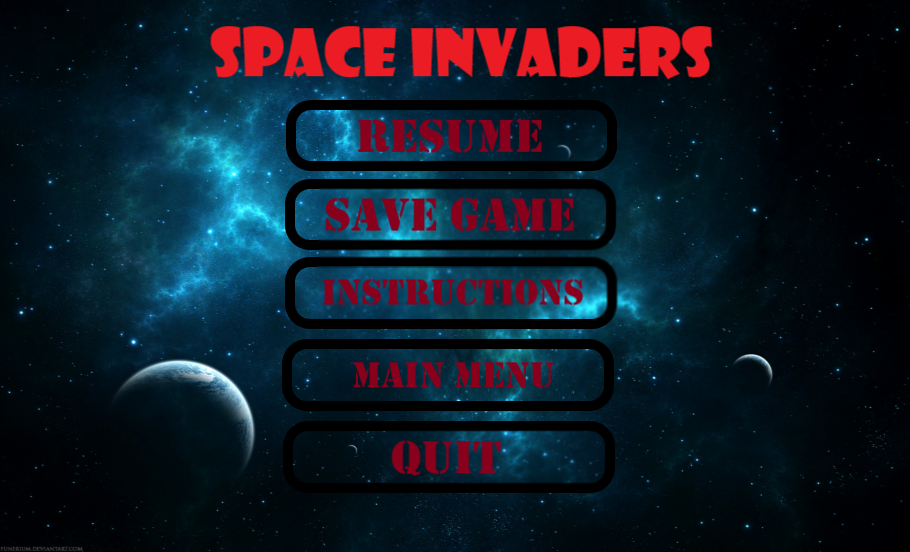 SPACE INVADERS
RESUME
SAVE GAME
INSTRUCTIONS
MAIN MENU
QUIT